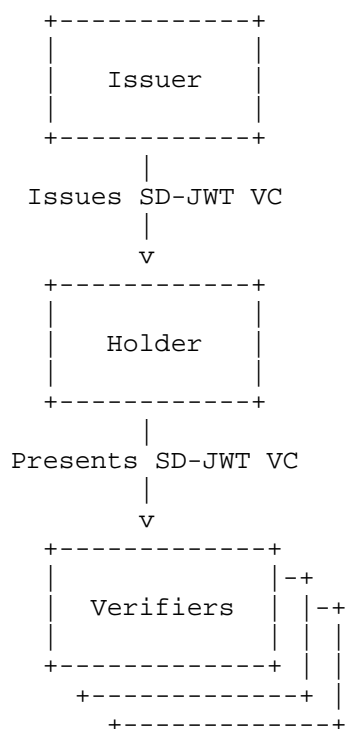 Issuer
Issues SD-JWT VC
Holder
Presents SD-JWT VC
Verifiers